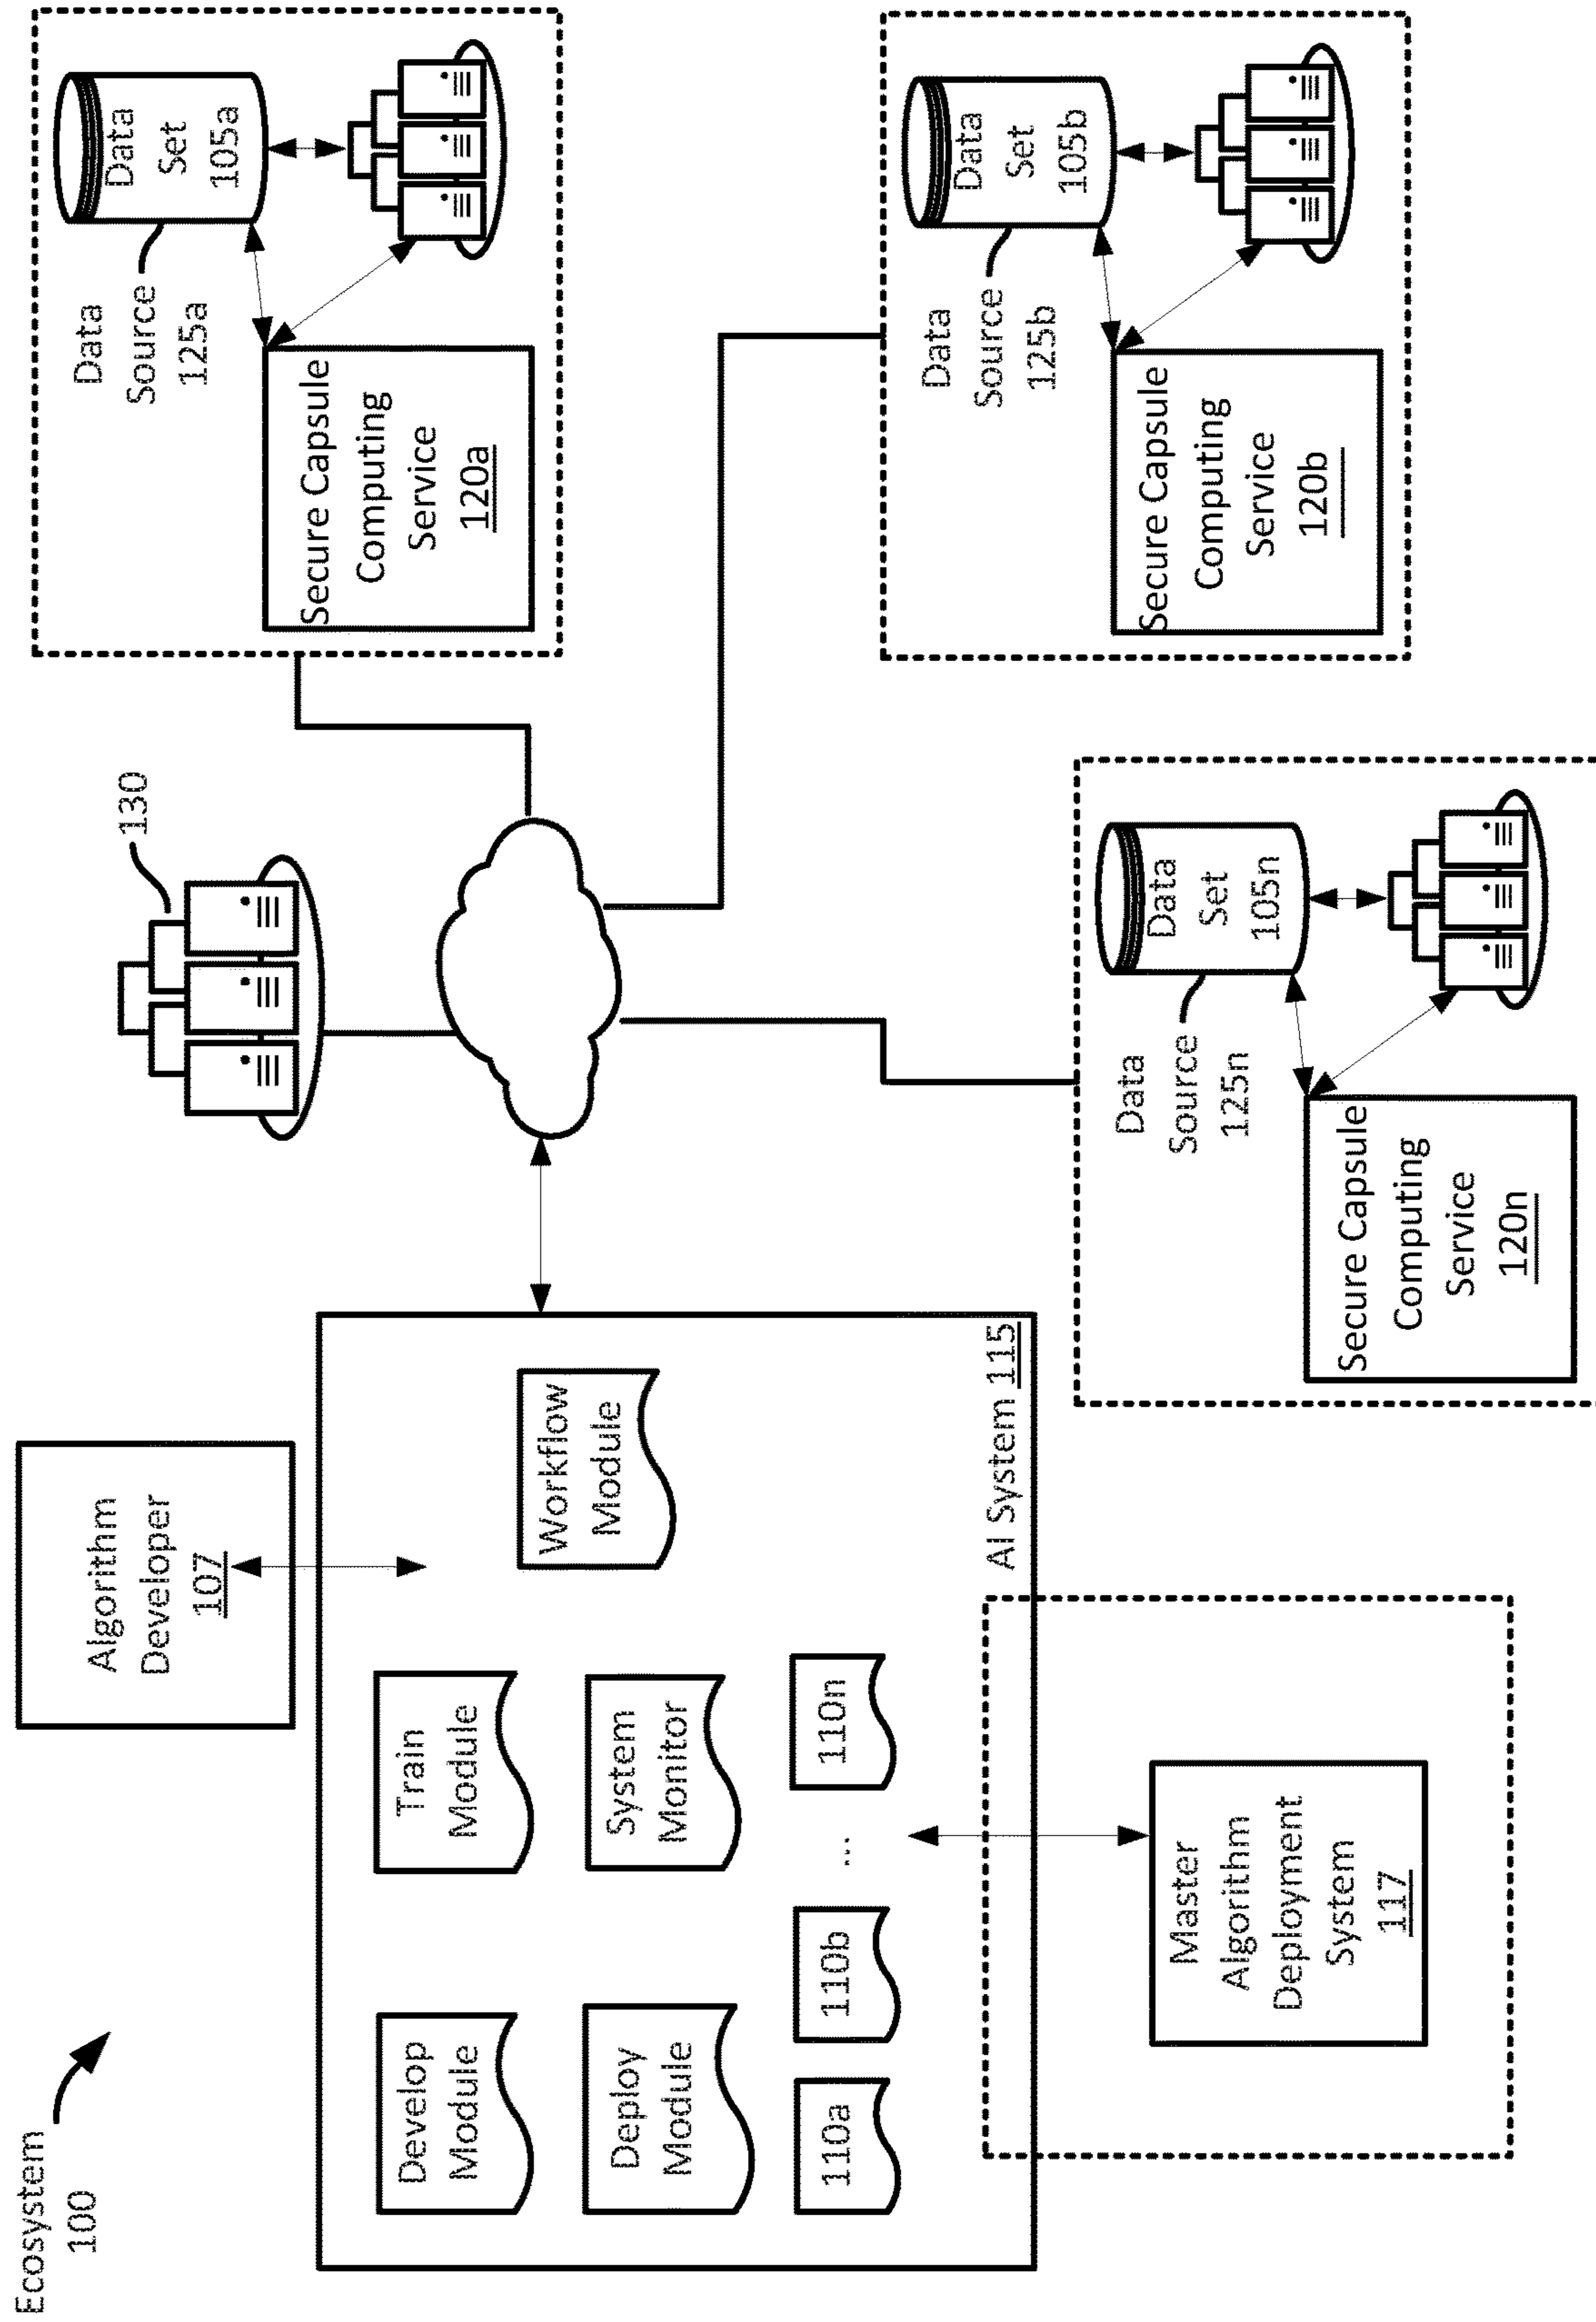 Ecosystem
100
Algorithm
Developer
107
130
Develop
Module
Train
Module
Workflow
Module
Deploy
Module
System
Monitor
110a
110b
...
110n
AI System 115
Master
Algorithm
Deployment
System
117
Data
Set
105a
Data
Source
125a
Secure Capsule
Computing
Service
120a
Data
Set
105b
Data
Source
125b
Secure Capsule
Computing
Service
120b
Data
Set
105n
Data
Source
125n
Secure Capsule
Computing
Service
120n